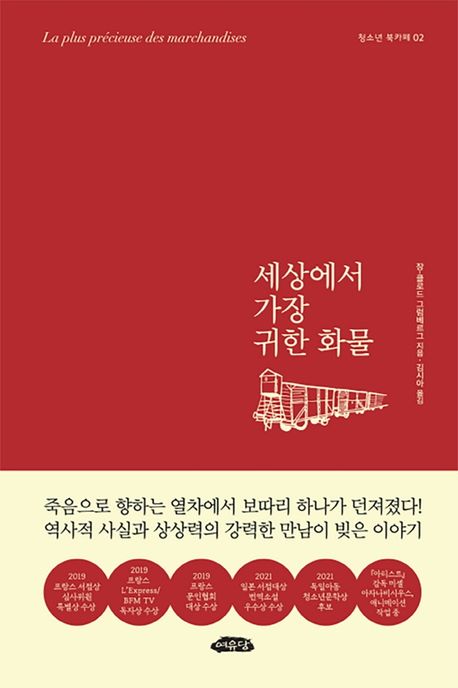 La plus précieuse des marchandises
청소년 북카페 02
세상에서
가장
귀한 화물
장-클로드 그럼베르그 지음·김시아 옮김
죽음으로 향하는 열차에서 보따리 하나가 던져졌다!
역사적 사실과 상상력의 강력한 만남이 빚은 이야기
2019
프랑스 서점상
심사위원
특별상 수상
2019
프랑스
L'Express/
BFM TV
독자상 수상
2019
프랑스
문인협회
대상 수상
2021
일본 서점대상
번역소설
우수상 수상
2021
독일아동
청소년문학상
후보
『아티스트』
감독 미셸
아자나비시우스,
애니메이션
작업 중
여유당